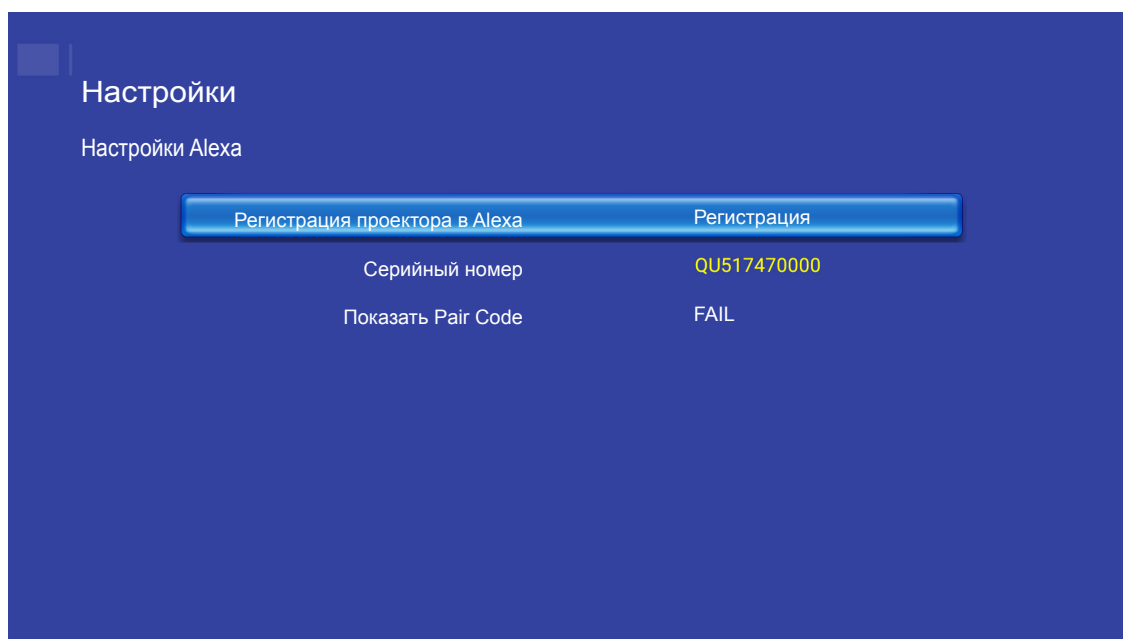 Настройки
Настройки Alexa
Регистрация проектора в Alexa Регистрация
Серийный номер QU517470000
Показать Pair Code FAIL